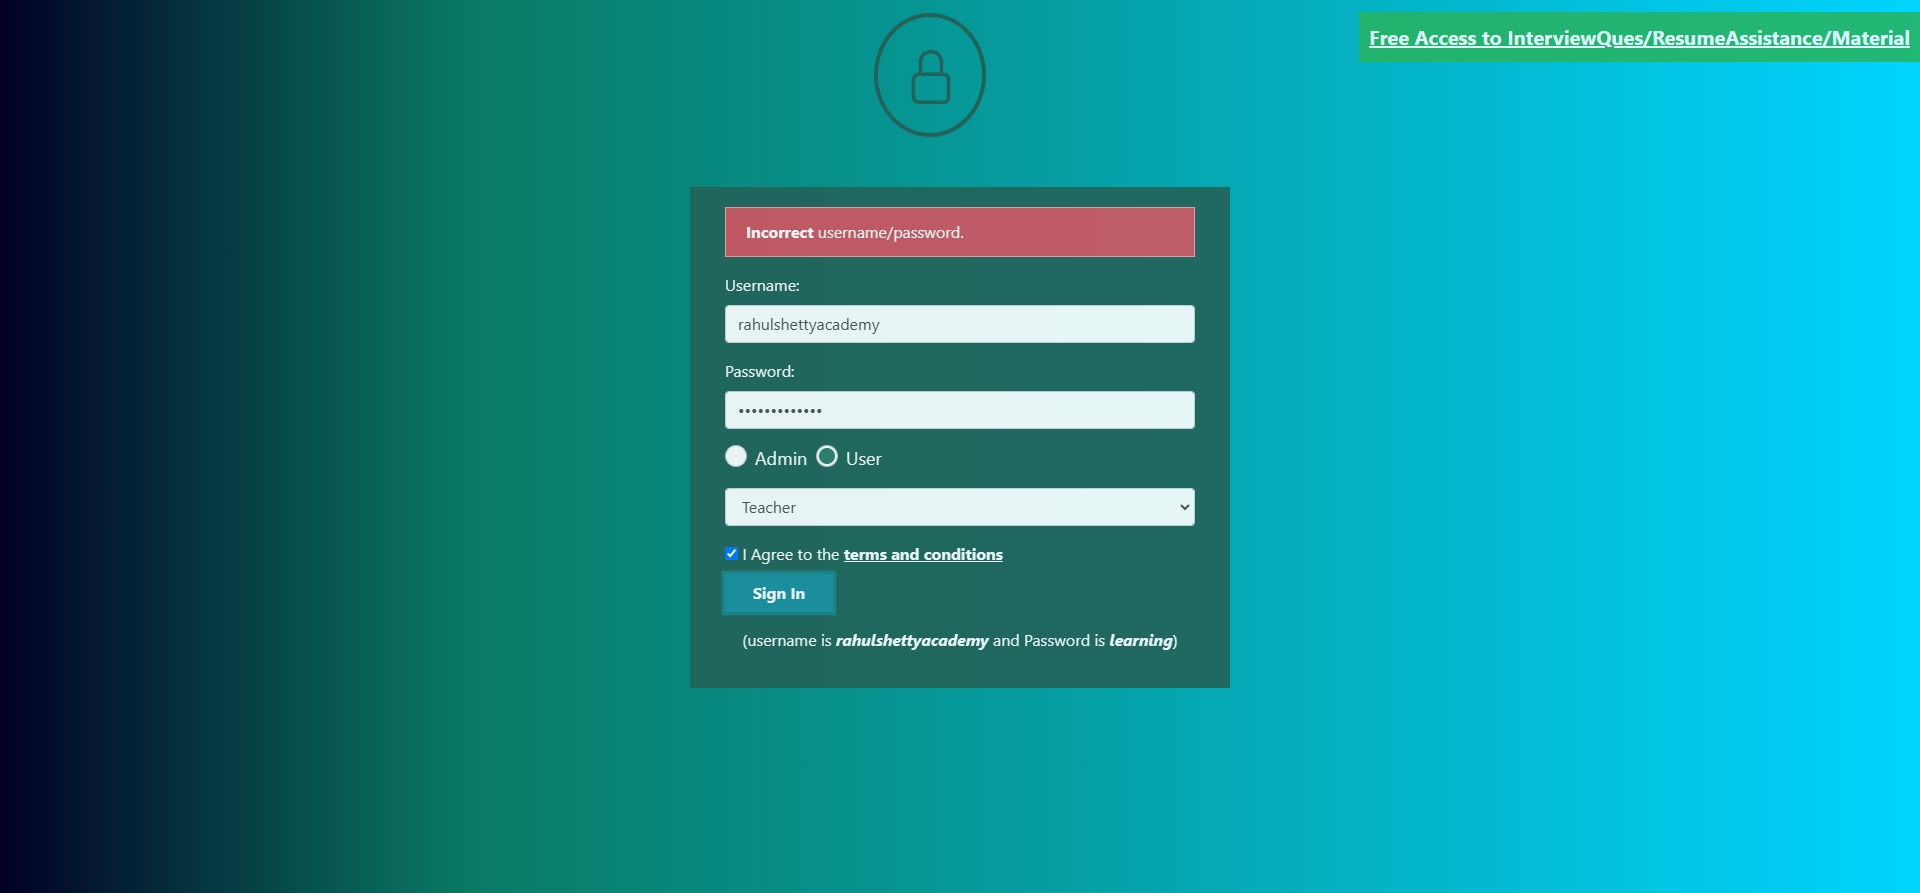 Free Access to InterviewQues/ResumeAssistance/Material
Incorrect username/password.
Username:
rahulshettyacademy
Password:
•••••••••••••
Admin User
Teacher
I Agree to the terms and conditions
Sign In
(username is rahulshettyacademy and Password is learning)